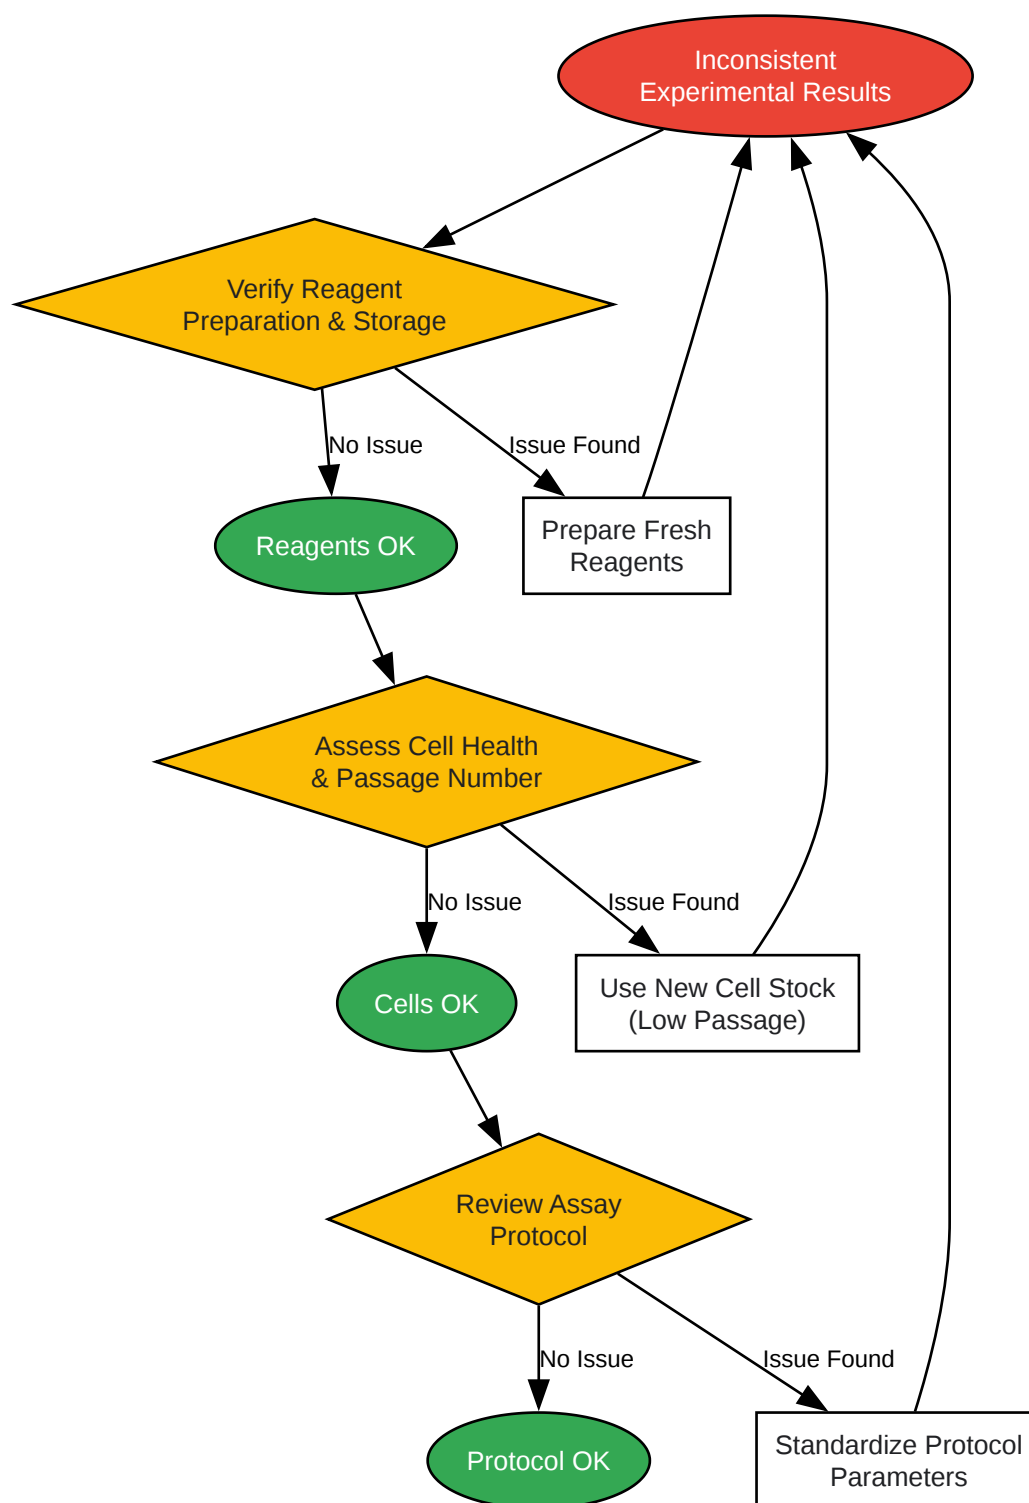 Inconsistent
Experimental Results
Verify Reagent
Preparation & Storage
No Issue
Issue Found
Reagents OK
Prepare Fresh
Reagents
Assess Cell Health
& Passage Number
No Issue
Issue Found
Cells OK
Use New Cell Stock
(Low Passage)
Review Assay
Protocol
No Issue
Issue Found
Protocol OK
Standardize Protocol
Parameters